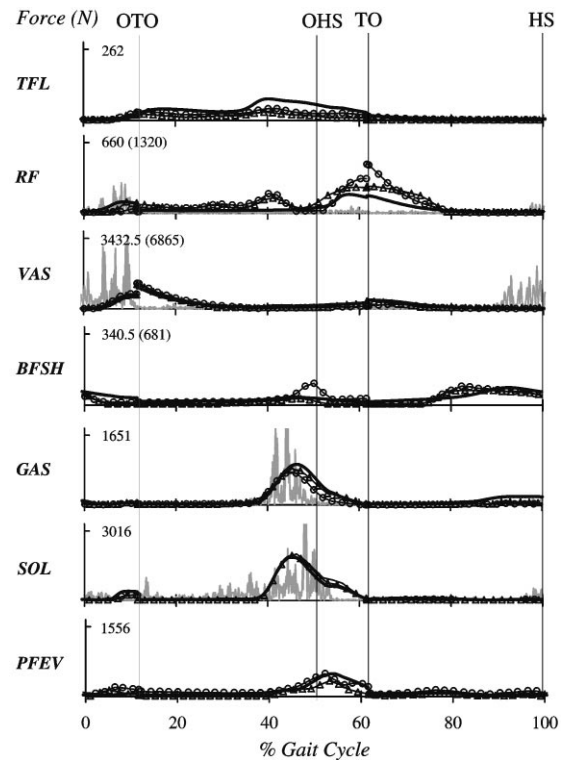 Force (N) OTO OHS TO HS
262
TFL
660 (1320)
RF
3432.5 (6865)
VAS
340.5 (681)
BFSH
1651
GAS
3016
SOL
1556
PFEV
0 20 40 60 80 100
% Gait Cycle